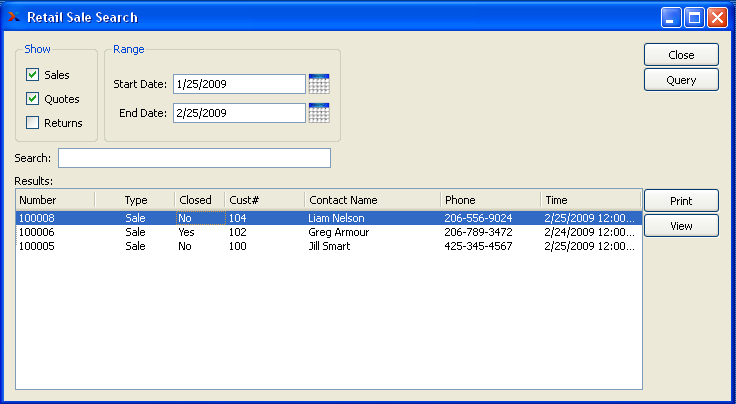 Retail Sale Search
Show
Sales
Quotes
Returns
Range
Start Date: 1/25/2009
End Date: 2/25/2009
Close
Query
Search:
Results:
Number Type Closed Cust# Contact Name Phone Time
100008 Sale No 104 Liam Nelson 206-556-9024 2/25/2009 12:00...
100006 Sale Yes 102 Greg Armour 206-789-3472 2/24/2009 12:00...
100005 Sale No 100 Jill Smart 425-345-4567 2/25/2009 12:00...
Print
View